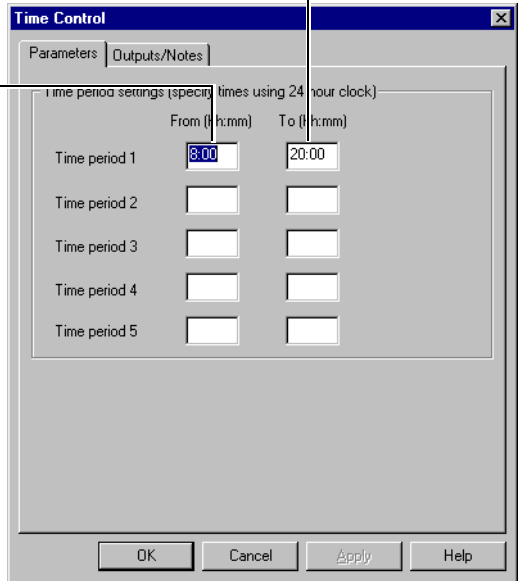 Time Control
Parameters Outputs/Notes
Time period settings (specify times using 24 hour clock)
From (hh:mm) To (hh:mm)
Time period 1 8:00 20:00
Time period 2
Time period 3
Time period 4
Time period 5
OK Cancel Apply Help